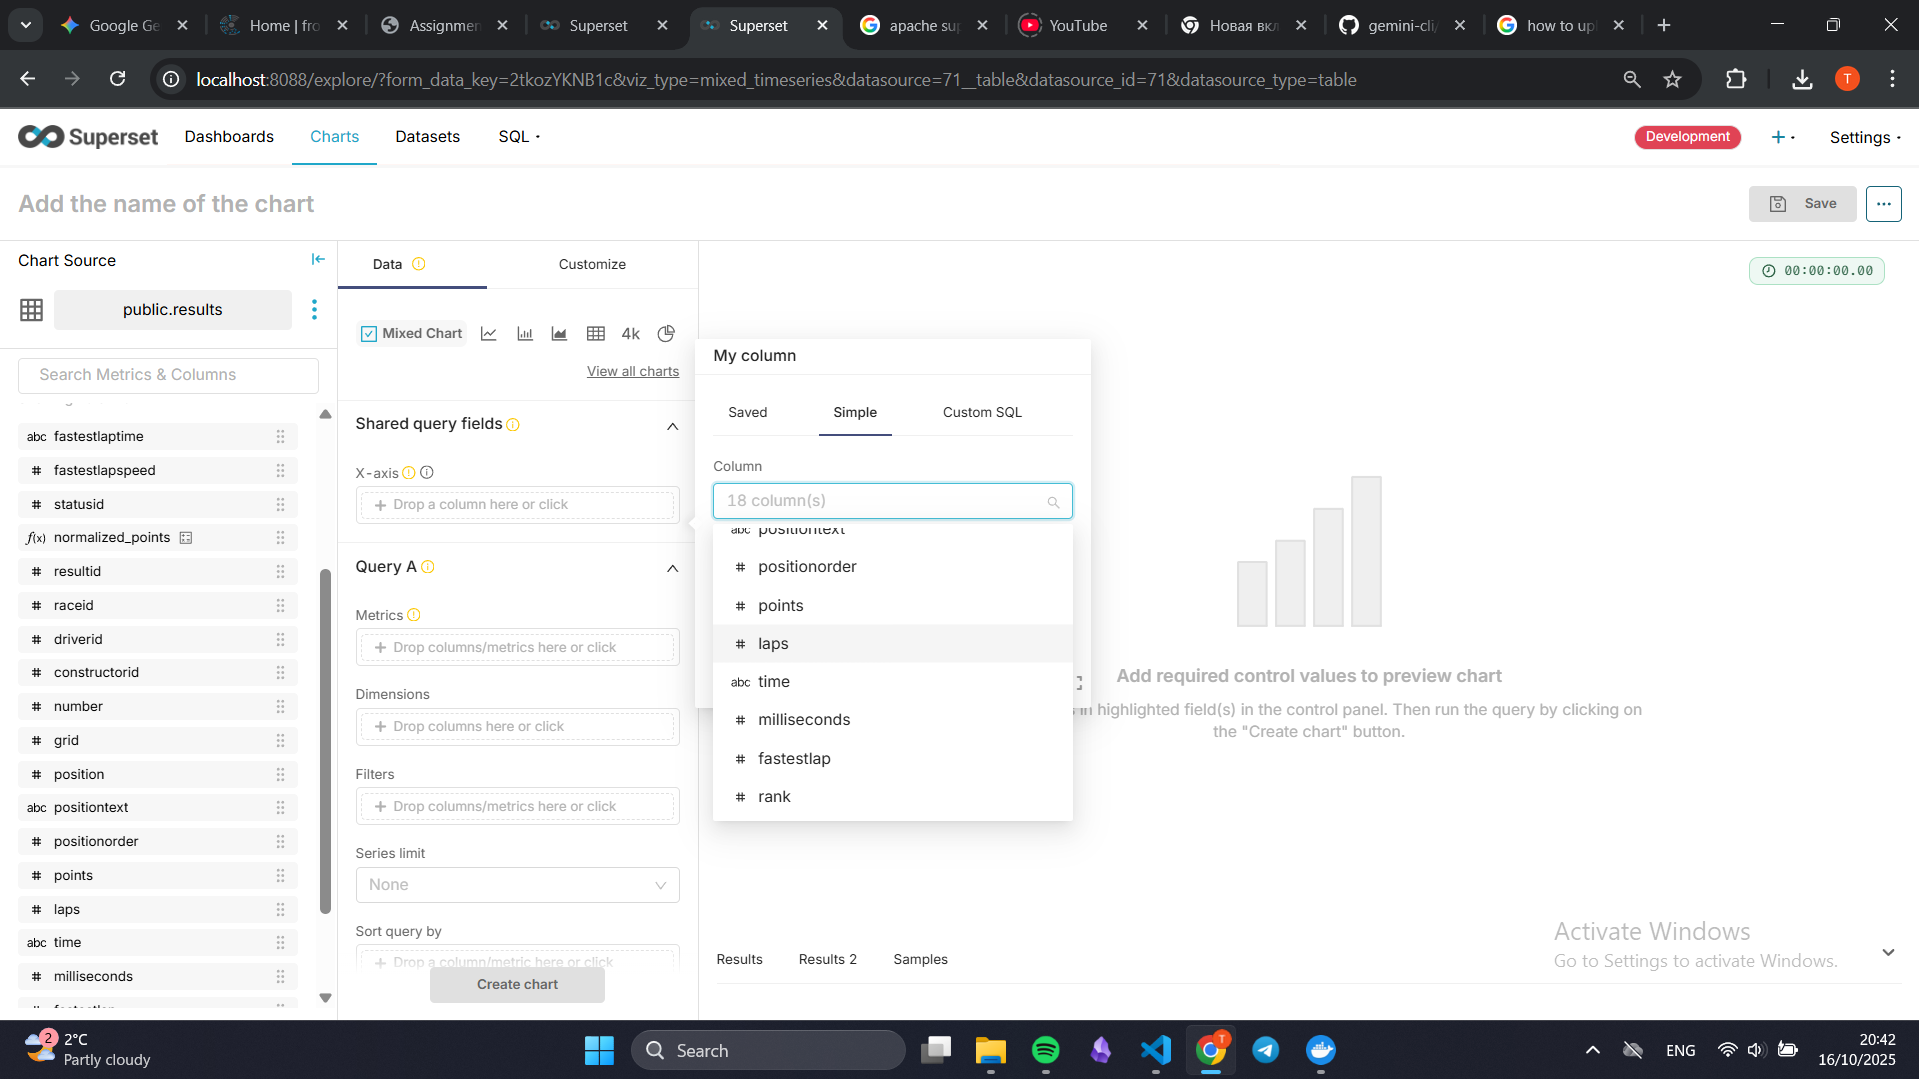 Google Ge
Home | fro
Assignmen
Superset
Superset
apache sup
YouTube
Новая вкл
gemini-cli/
how to upl
localhost:8088/explore/?form_data_key=2tkozYKNB1c&viz_type=mixed_timeseries&datasource=71__table&datasource_id=71&datasource_type=table
T
Superset
Dashboards
Charts
Datasets
SQL
Development
Settings
Add the name of the chart
Save
Chart Source
public.results
Search Metrics & Columns
abc fastestlaptime
# fastestlapspeed
# statusid
f(x) normalized_points
# resultid
# raceid
# driverid
# constructorid
# number
# grid
# position
abc positiontext
# positionorder
# points
# laps
abc time
# milliseconds
Data
Customize
Mixed Chart
4k
View all charts
Shared query fields
X-axis
Drop a column here or click
Query A
Metrics
Drop columns/metrics here or click
Dimensions
Drop columns here or click
Filters
Drop columns/metrics here or click
Series limit
None
Sort query by
Drop a column/metric here or click
Create chart
My column
Saved
Simple
Custom SQL
Column
18 column(s)
abc positiontext
# positionorder
# points
# laps
abc time
# milliseconds
# fastestlap
# rank
00:00:00.00
Add required control values to preview chart
in highlighted field(s) in the control panel. Then run the query by clicking on
the "Create chart" button.
Results
Results 2
Samples
Activate Windows
Go to Settings to activate Windows.
2
2°C
Partly cloudy
Search
T
ENG
20:42
16/10/2025